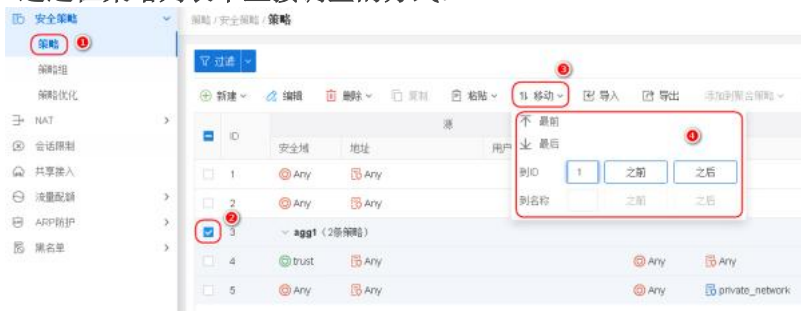 安全策略
策略 1
策略组
策略优化
NAT
会话限制
共享接入
流量配额
ARP防护
黑名单
策略 / 安全策略 / 策略
过滤
3
新建 编辑 删除 复制 粘贴 移动 导入 导出 添加到聚合策略
ID 源
安全域 地址 用户
最前 4
最后
到ID 1 之前 之后
到名称 之前 之后
1 Any Any
2 Any Any
2
3 agg1 (2条策略)
4 trust Any Any Any
5 Any Any Any private_network